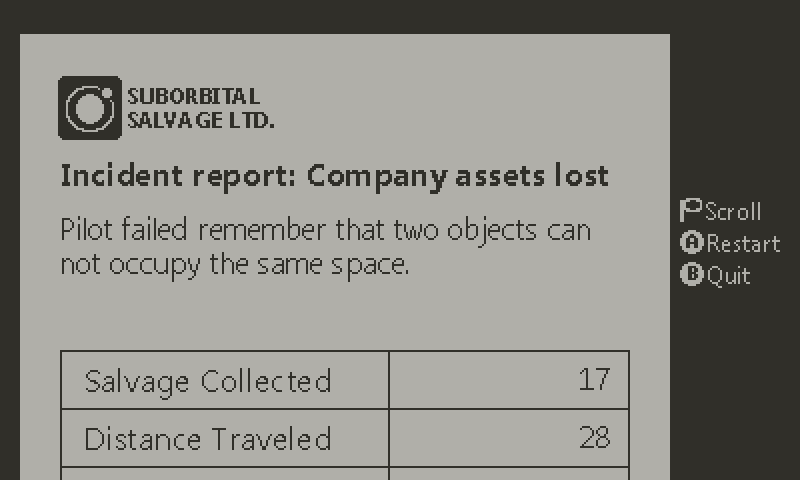 SUBORBITAL
SALVAGE LTD.
Incident report: Company assets lost
Pilot failed remember that two objects can
not occupy the same space.
Scroll
A Restart
B Quit
Salvage Collected 17
Distance Traveled 28